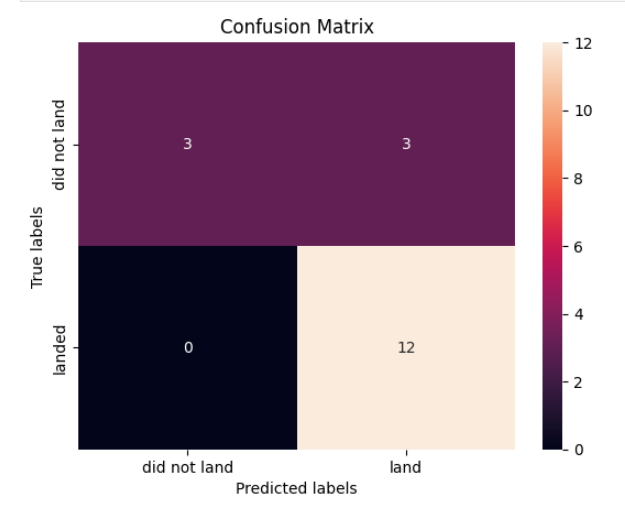 Confusion Matrix
did not land
landed
True labels
3
3
0
12
did not land
land
Predicted labels
12
10
8
6
4
2
0